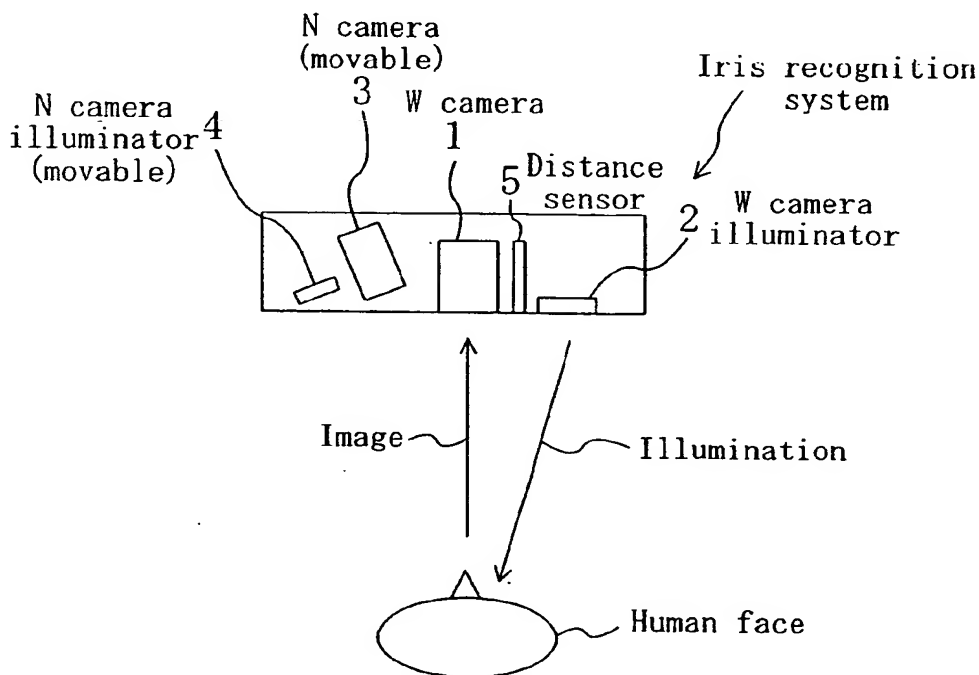 N camera
(movable)
3
N camera
illuminator
(movable)
4
W camera
1
Iris recognition
system
5
Distance
sensor
2
W camera
illuminator
Image
Illumination
Human face